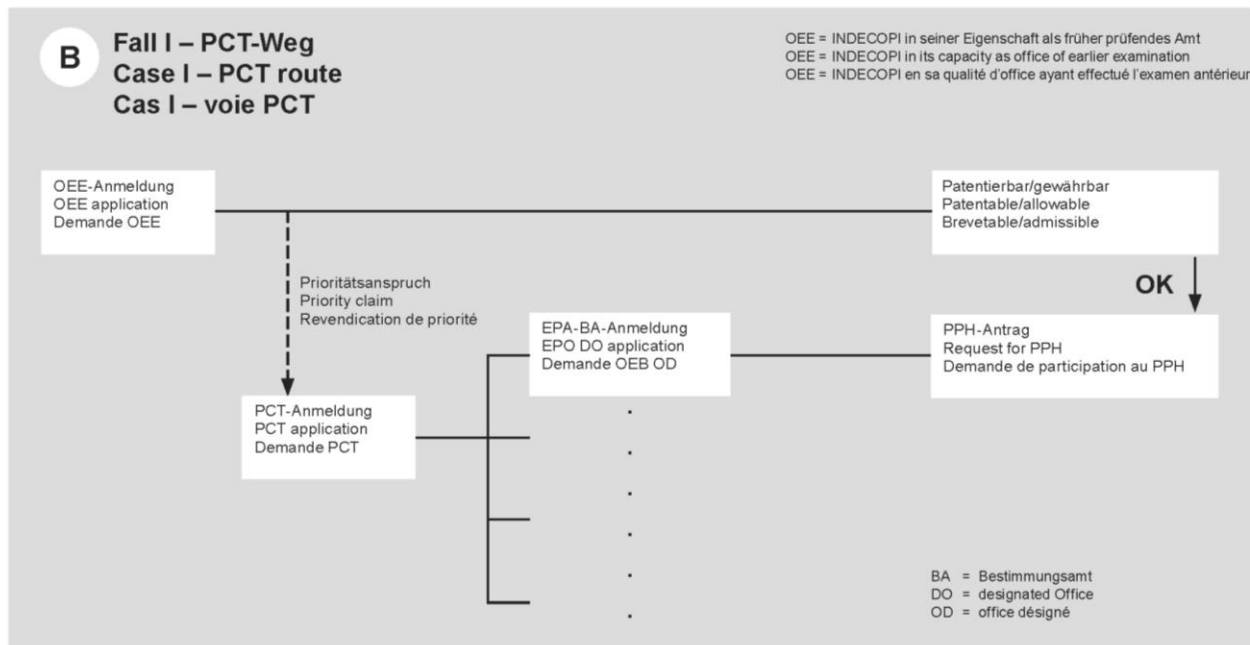 B
Fall I – PCT-Weg
Case I – PCT route
Cas I – voie PCT
OEE = INDECOPI in seiner Eigenschaft als früher prüfendes Amt
OEE = INDECOPI in its capacity as office of earlier examination
OEE = INDECOPI en sa qualité d'office ayant effectué l'examen antérieur
OEE-Anmeldung
OEE application
Demande OEE
Patentierbar/gewährbar
Patentable/allowable
Brevetable/admissible
OK
Prioritätsanspruch
Priority claim
Revendication de priorité
EPA-BA-Anmeldung
EPO DO application
Demande OEB OD
PPH-Antrag
Request for PPH
Demande de participation au PPH
PCT-Anmeldung
PCT application
Demande PCT
BA = Bestimmungsamt
DO = designated Office
OD = office désigné